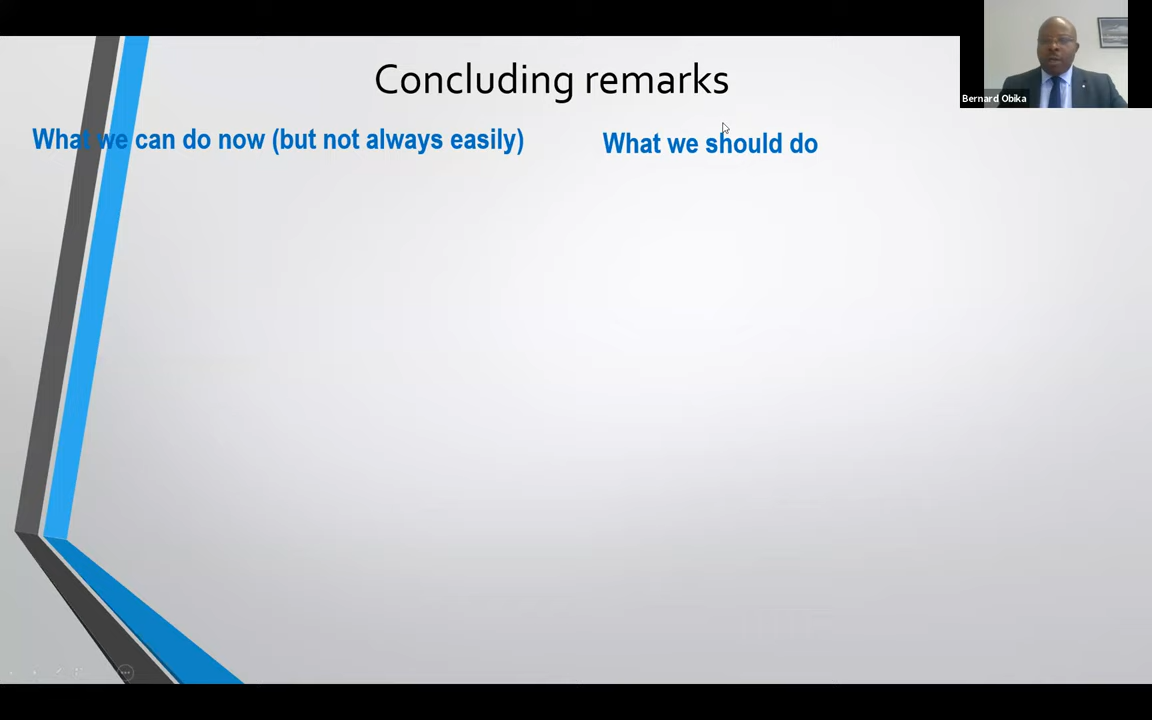 Concluding remarks
Bernard Obika
What we can do now (but not always easily)
What we should do